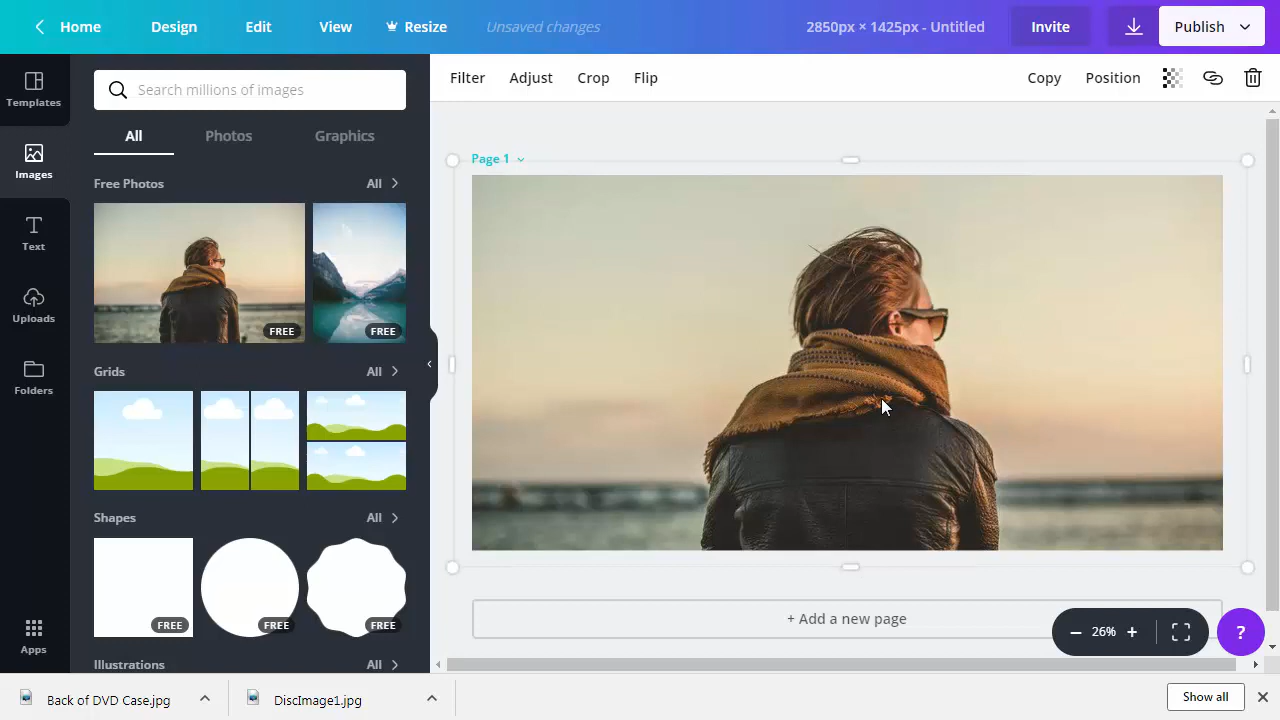 Home Design Edit View Resize Unsaved changes 2850px × 1425px - Untitled Invite Publish
Templates
Images
Text
Uploads
Folders
Apps
Search millions of images
All Photos Graphics
Free Photos All
FREE FREE
Grids All
Shapes All
FREE FREE FREE
Illustrations All
Filter Adjust Crop Flip Copy Position
Page 1
+ Add a new page
26%
?
Back of DVD Case.jpg DiscImage1.jpg Show all